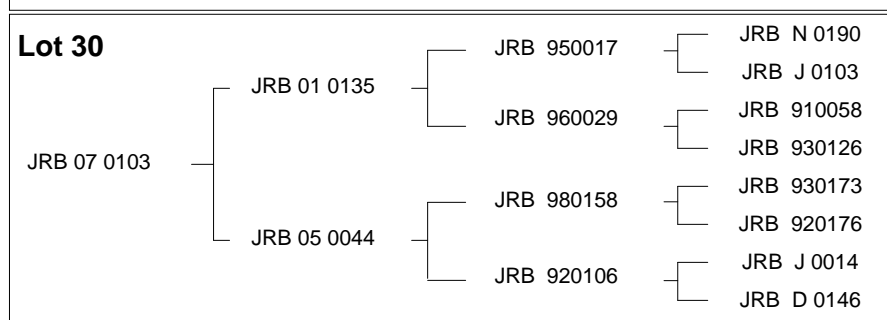 Lot 30
JRB N 0190
JRB 950017
JRB J 0103
JRB 01 0135
JRB 910058
JRB 960029
JRB 930126
JRB 07 0103
JRB 930173
JRB 980158
JRB 920176
JRB 05 0044
JRB J 0014
JRB 920106
JRB D 0146